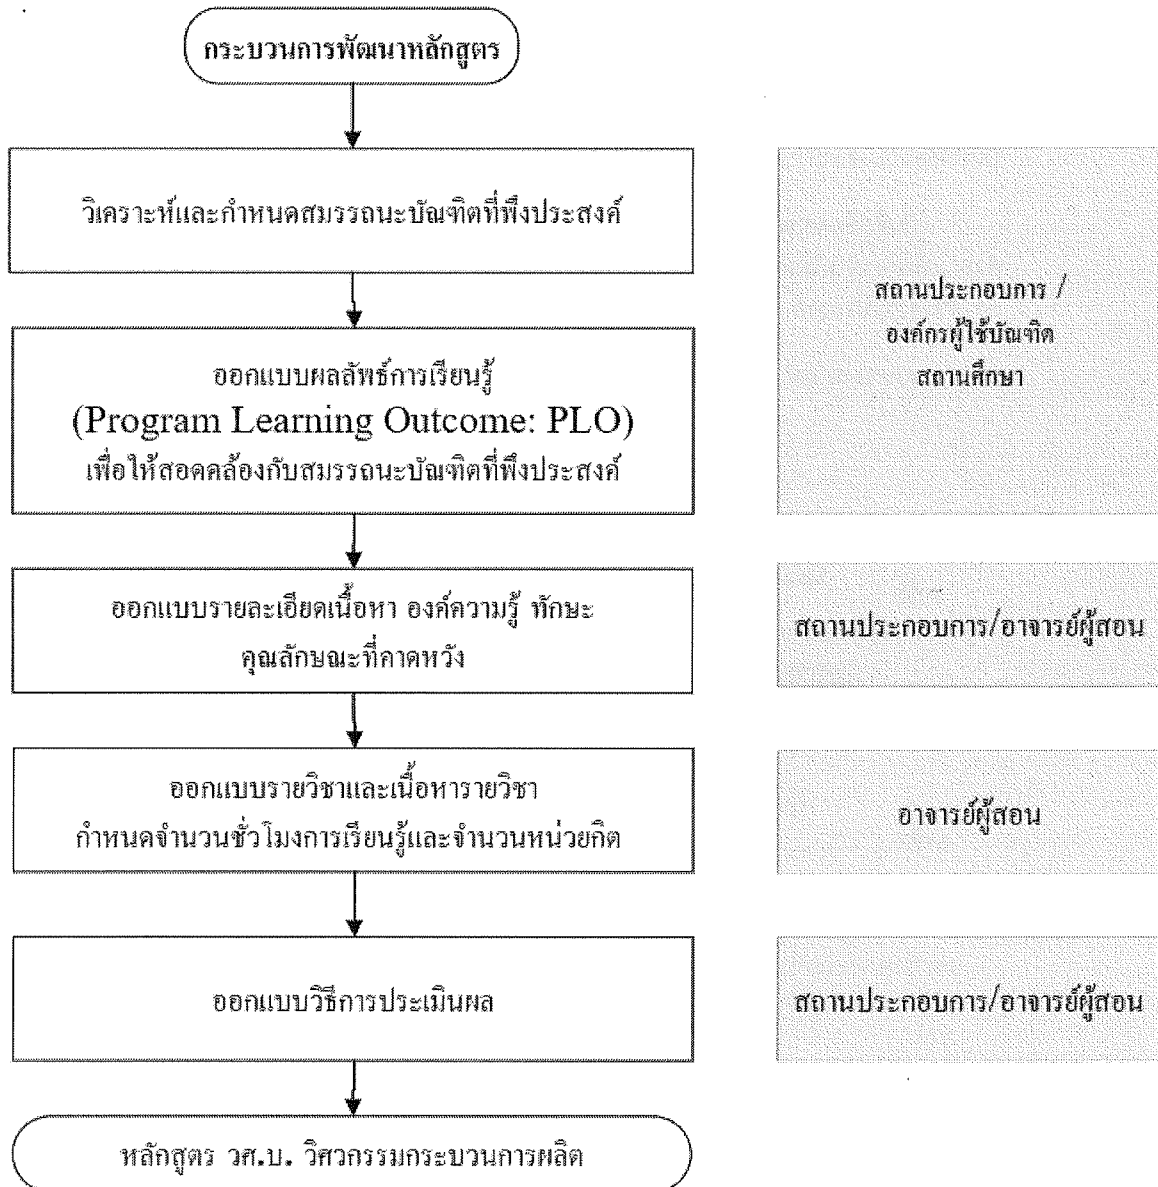 กระบวนการพัฒนาหลักสูตร
วิเคราะห์และกำหนดสมรรถนะบัณฑิตที่พึงประสงค์
สถานประกอบการ /
องค์กรผู้ใช้บัณฑิต
สถานศึกษา
ออกแบบผลลัพธ์การเรียนรู้
(Program Learning Outcome: PLO)
เพื่อให้สอดคล้องกับสมรรถนะบัณฑิตที่พึงประสงค์
ออกแบบรายละเอียดเนื้อหา องค์ความรู้ ทักษะ
คุณลักษณะที่คาดหวัง
สถานประกอบการ/อาจารย์ผู้สอน
ออกแบบรายวิชาและเนื้อหารายวิชา
กำหนดจำนวนชั่วโมงการเรียนรู้และจำนวนหน่วยกิต
อาจารย์ผู้สอน
ออกแบบวิธีการประเมินผล
สถานประกอบการ/อาจารย์ผู้สอน
หลักสูตร วศ.บ. วิศวกรรมกระบวนการผลิต